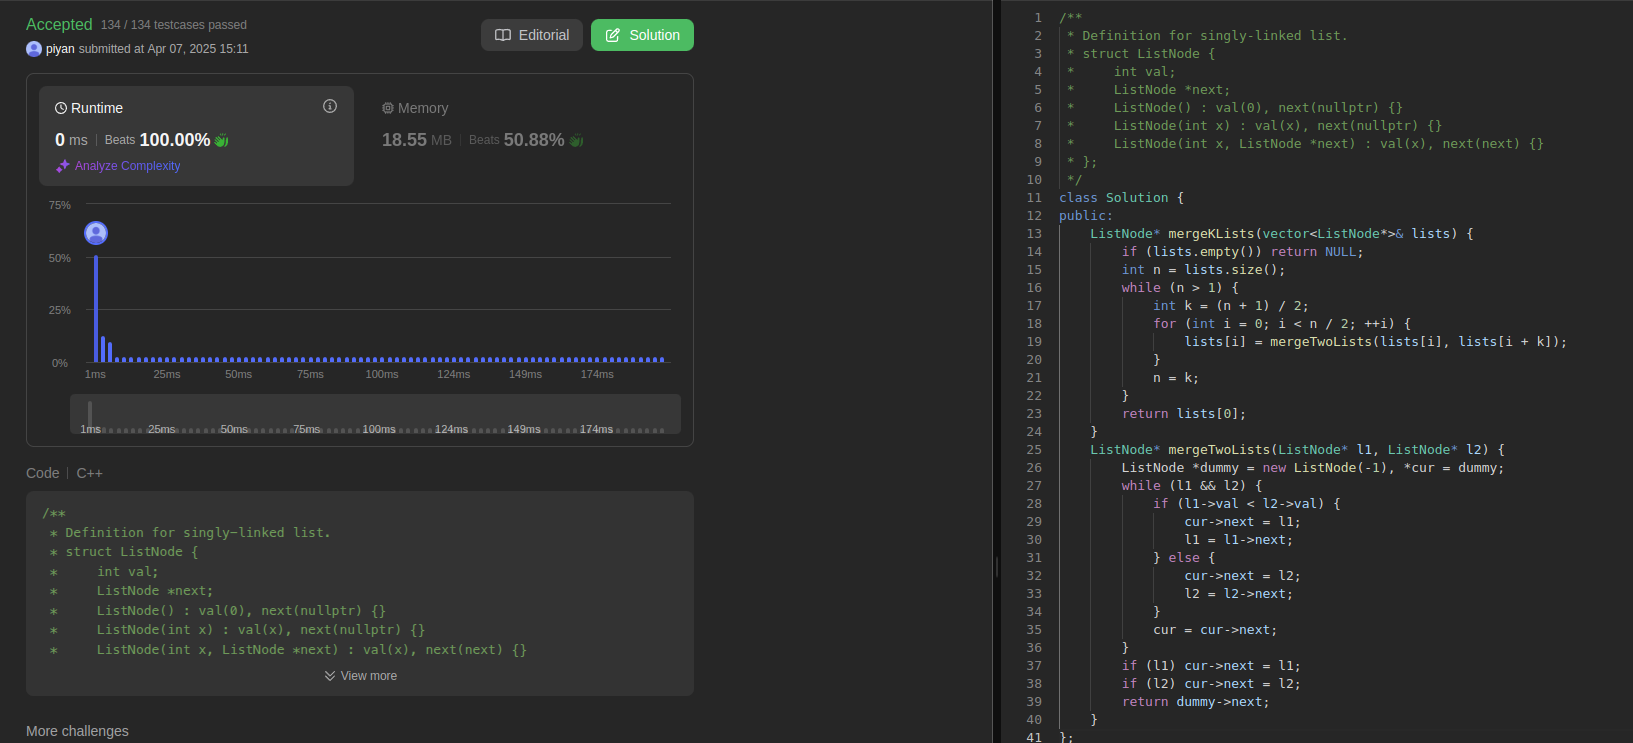 Accepted 134 / 134 testcases passed
piyan submitted at Apr 07, 2025 15:11
Editorial
Solution
Runtime
0 ms | Beats 100.00%
Analyze Complexity
Memory
18.55 MB | Beats 50.88%
75%
50%
25%
0%
1ms 25ms 50ms 75ms 100ms 124ms 149ms 174ms
1ms 25ms 50ms 75ms 100ms 124ms 149ms 174ms
Code | C++
/**
 * Definition for singly-linked list.
 * struct ListNode {
 *     int val;
 *     ListNode *next;
 *     ListNode() : val(0), next(nullptr) {}
 *     ListNode(int x) : val(x), next(nullptr) {}
 *     ListNode(int x, ListNode *next) : val(x), next(next) {}
View more
More challenges
1 /**
2  * Definition for singly-linked list.
3  * struct ListNode {
4  *     int val;
5  *     ListNode *next;
6  *     ListNode() : val(0), next(nullptr) {}
7  *     ListNode(int x) : val(x), next(nullptr) {}
8  *     ListNode(int x, ListNode *next) : val(x), next(next) {}
9  * };
10  */
11 class Solution {
12 public:
13     ListNode* mergeKLists(vector<ListNode*>& lists) {
14         if (lists.empty()) return NULL;
15         int n = lists.size();
16         while (n > 1) {
17             int k = (n + 1) / 2;
18             for (int i = 0; i < n / 2; ++i) {
19                 lists[i] = mergeTwoLists(lists[i], lists[i + k]);
20             }
21             n = k;
22         }
23         return lists[0];
24     }
25     ListNode* mergeTwoLists(ListNode* l1, ListNode* l2) {
26         ListNode *dummy = new ListNode(-1), *cur = dummy;
27         while (l1 && l2) {
28             if (l1->val < l2->val) {
29                 cur->next = l1;
30                 l1 = l1->next;
31             } else {
32                 cur->next = l2;
33                 l2 = l2->next;
34             }
35             cur = cur->next;
36         }
37         if (l1) cur->next = l1;
38         if (l2) cur->next = l2;
39         return dummy->next;
40     }
41 };